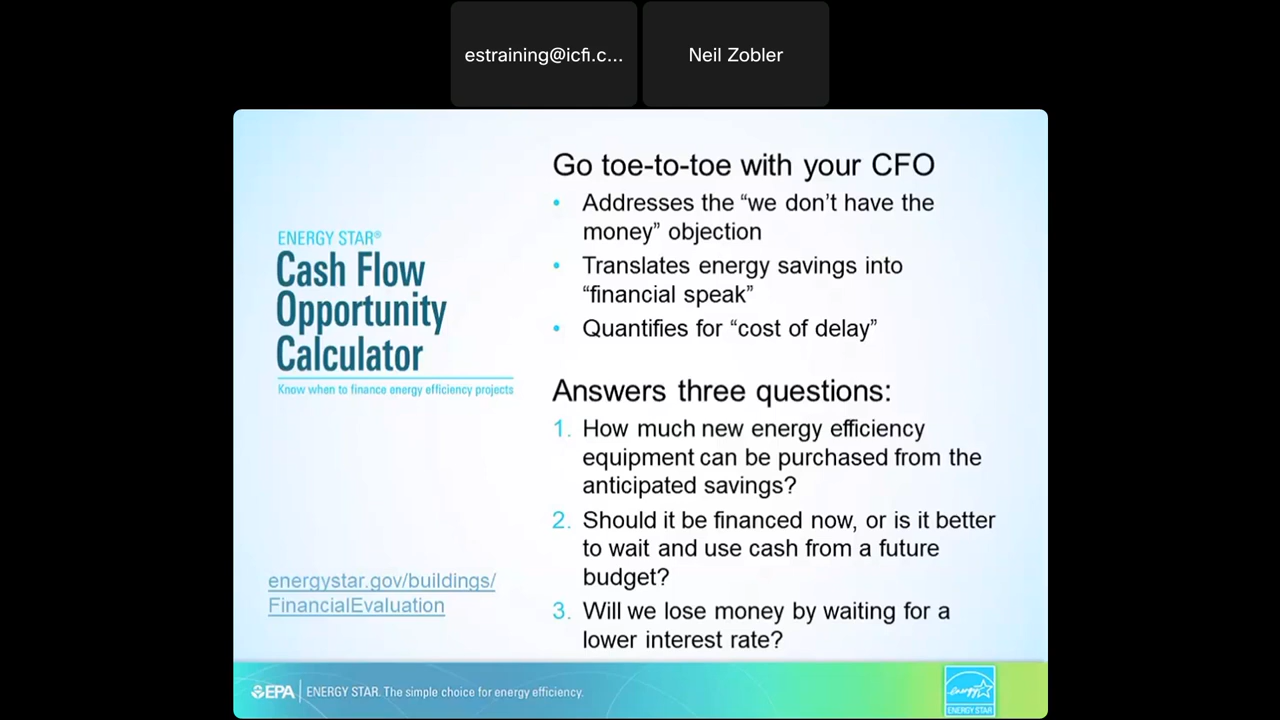 estraining@icfi.c...
Neil Zobler
Go toe-to-toe with your CFO
• Addresses the “we don’t have the
money” objection
• Translates energy savings into
“financial speak”
• Quantifies for “cost of delay”
ENERGY STAR®
Cash Flow
Opportunity
Calculator
Know when to finance energy efficiency projects
Answers three questions:
1. How much new energy efficiency
equipment can be purchased from the
anticipated savings?
2. Should it be financed now, or is it better
to wait and use cash from a future
budget?
3. Will we lose money by waiting for a
lower interest rate?
energystar.gov/buildings/
FinancialEvaluation
EPA | ENERGY STAR. The simple choice for energy efficiency.
energy
ENERGY STAR